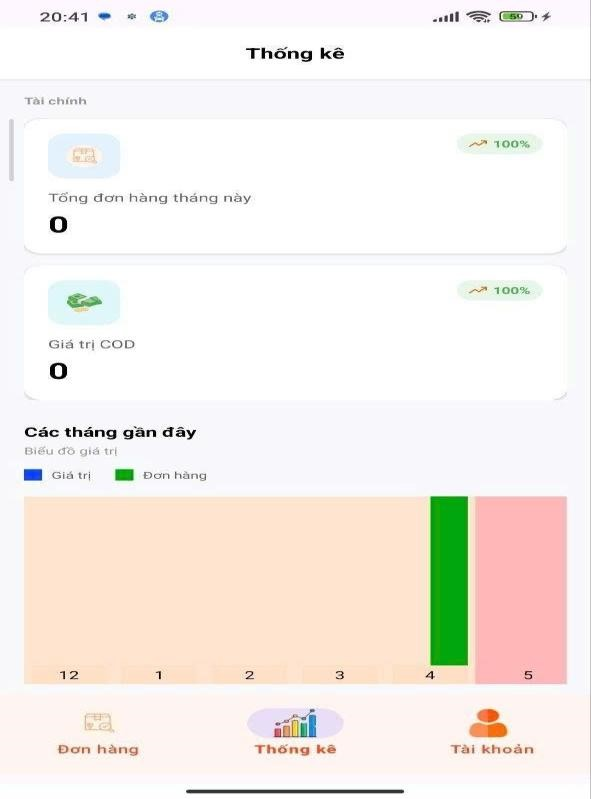 20:41
59
Thống kê
Tài chính
100%
Tổng đơn hàng tháng này
0
100%
Giá trị COD
0
Các tháng gần đây
Biểu đồ giá trị
Giá trị Đơn hàng
12 1 2 3 4 5
Đơn hàng Thống kê Tài khoản